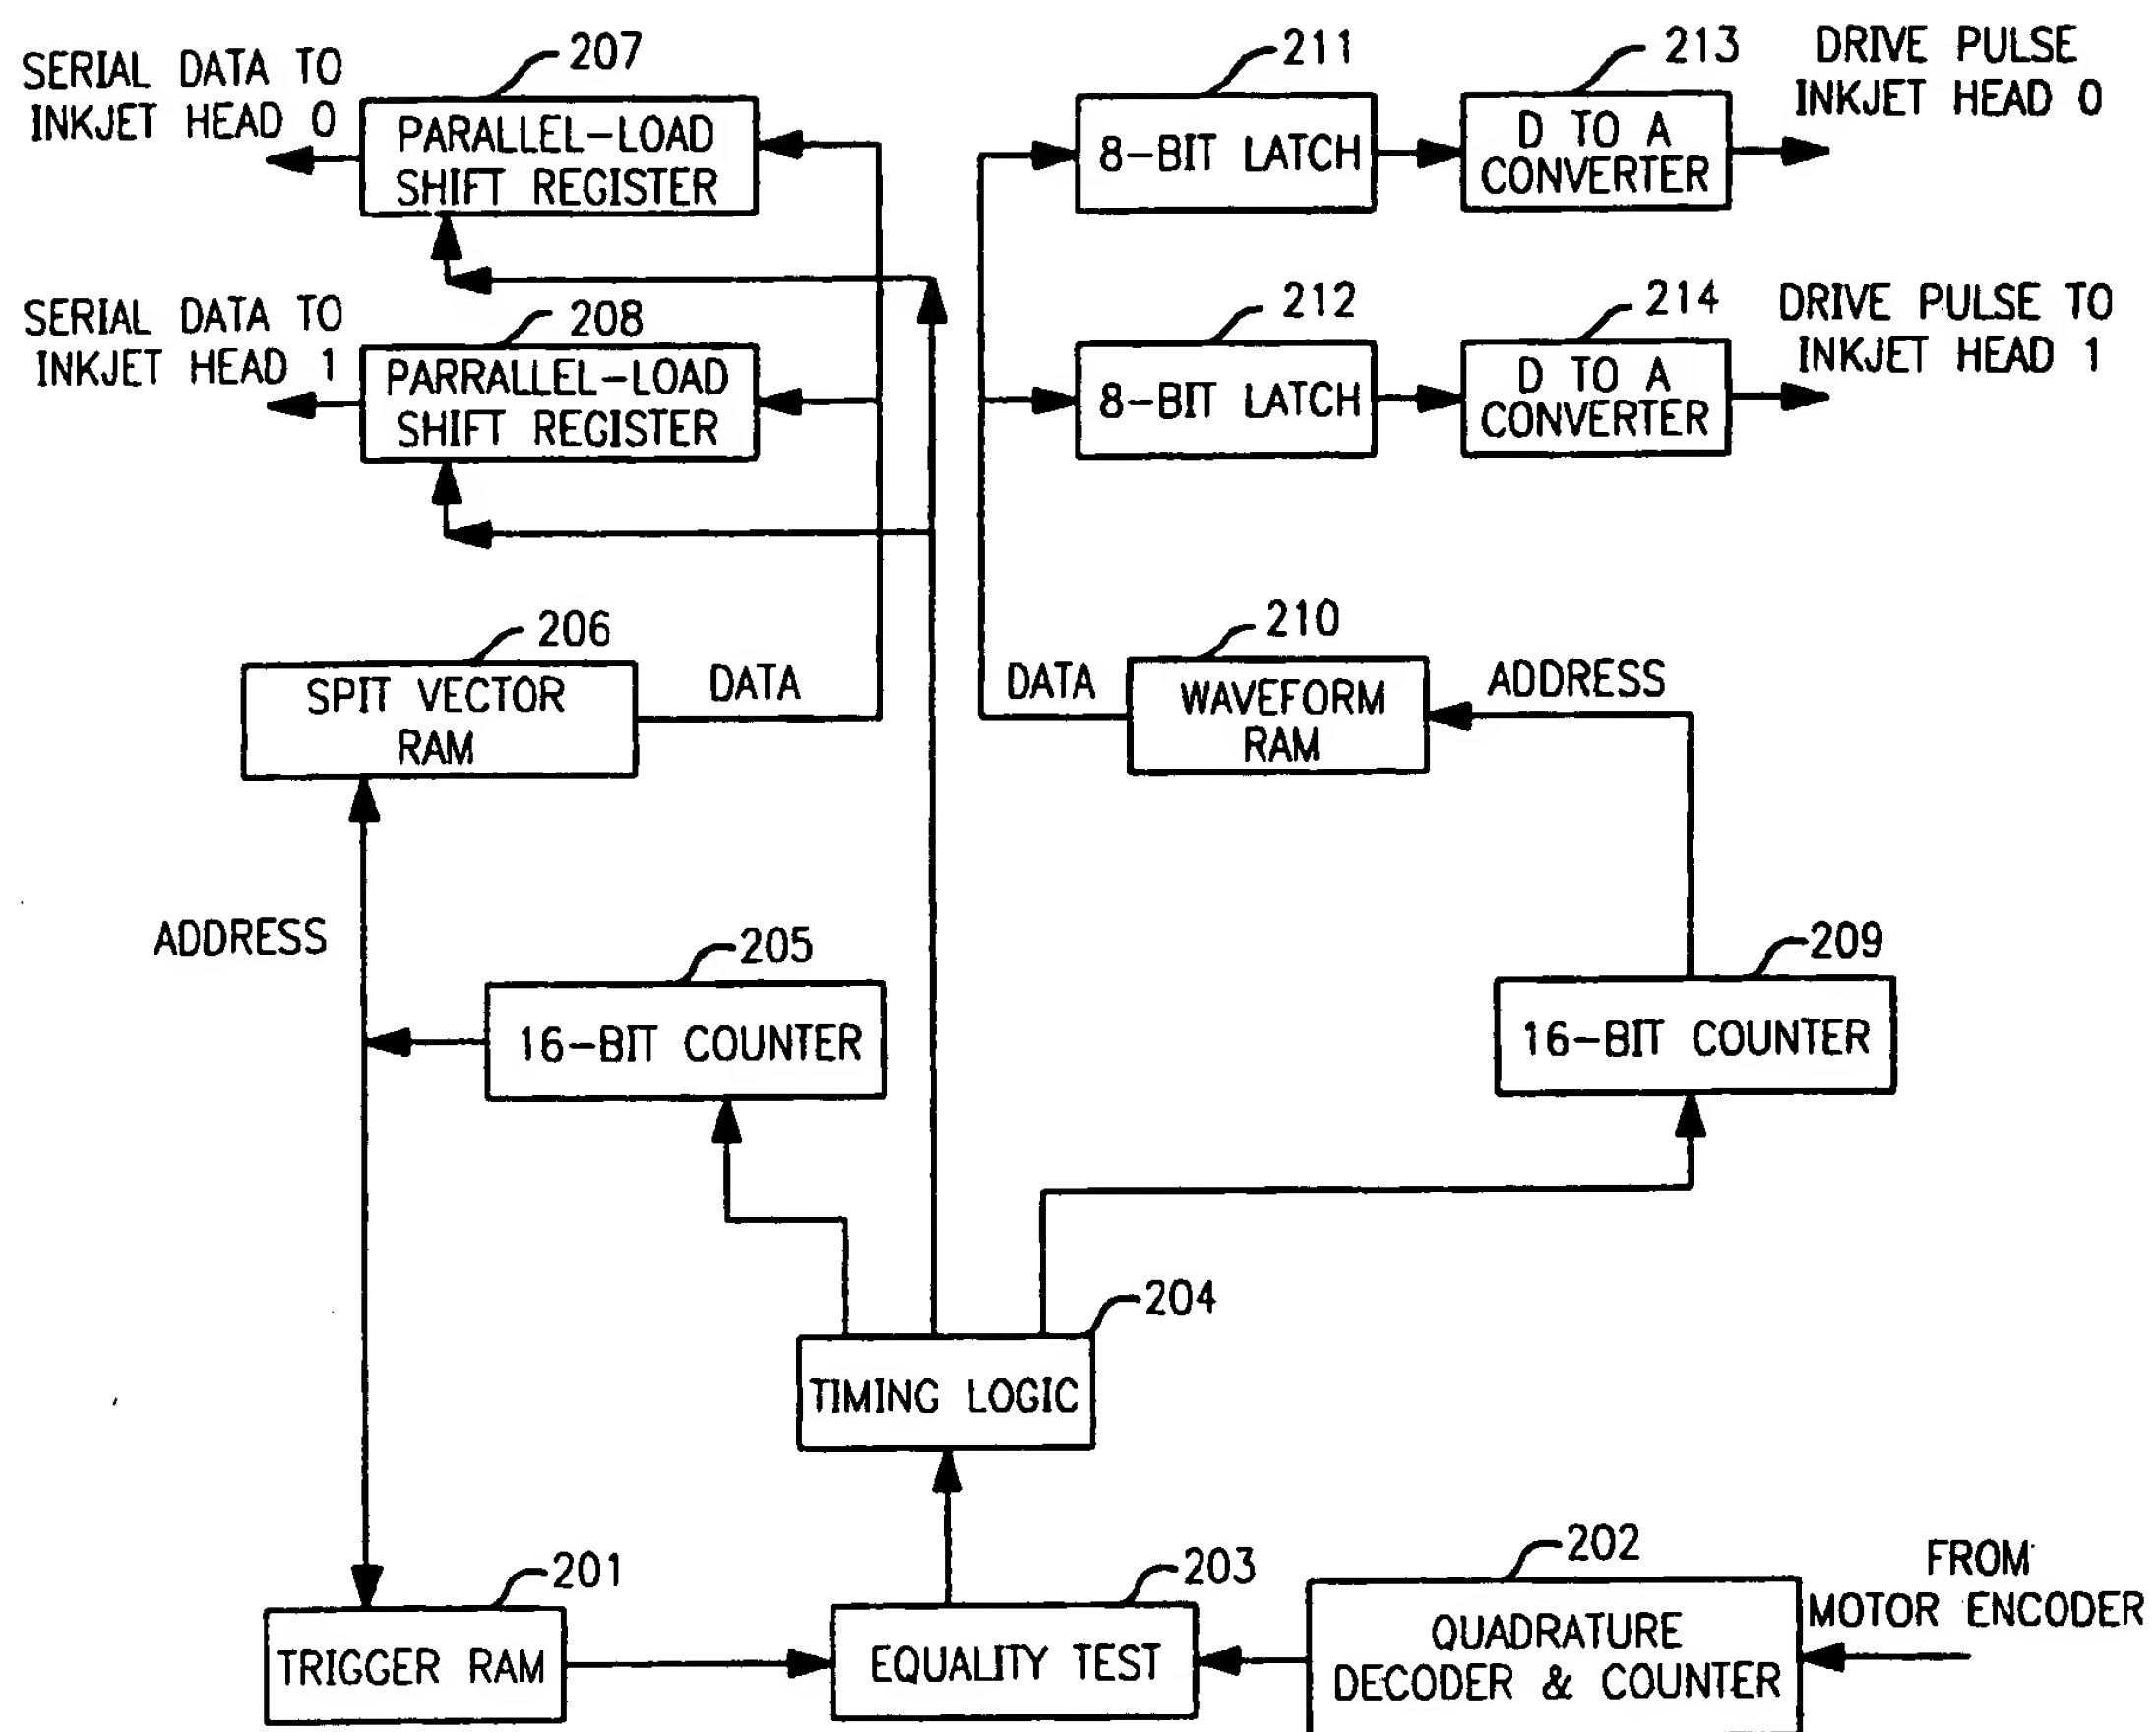 SERIAL DATA TO
INKJET HEAD 0
207
PARALLEL-LOAD
SHIFT REGISTER
211
8-BIT LATCH
213
D TO A
CONVERTER
DRIVE PULSE
INKJET HEAD 0
SERIAL DATA TO
INKJET HEAD 1
208
PARRALLEL-LOAD
SHIFT REGISTER
212
8-BIT LATCH
214
D TO A
CONVERTER
DRIVE PULSE TO
INKJET HEAD 1
206
SPIT VECTOR
RAM
DATA
DATA
210
WAVEFORM
RAM
ADDRESS
ADDRESS
205
16-BIT COUNTER
209
16-BIT COUNTER
204
TIMING LOGIC
201
TRIGGER RAM
203
EQUALITY TEST
202
QUADRATURE
DECODER & COUNTER
FROM
MOTOR ENCODER